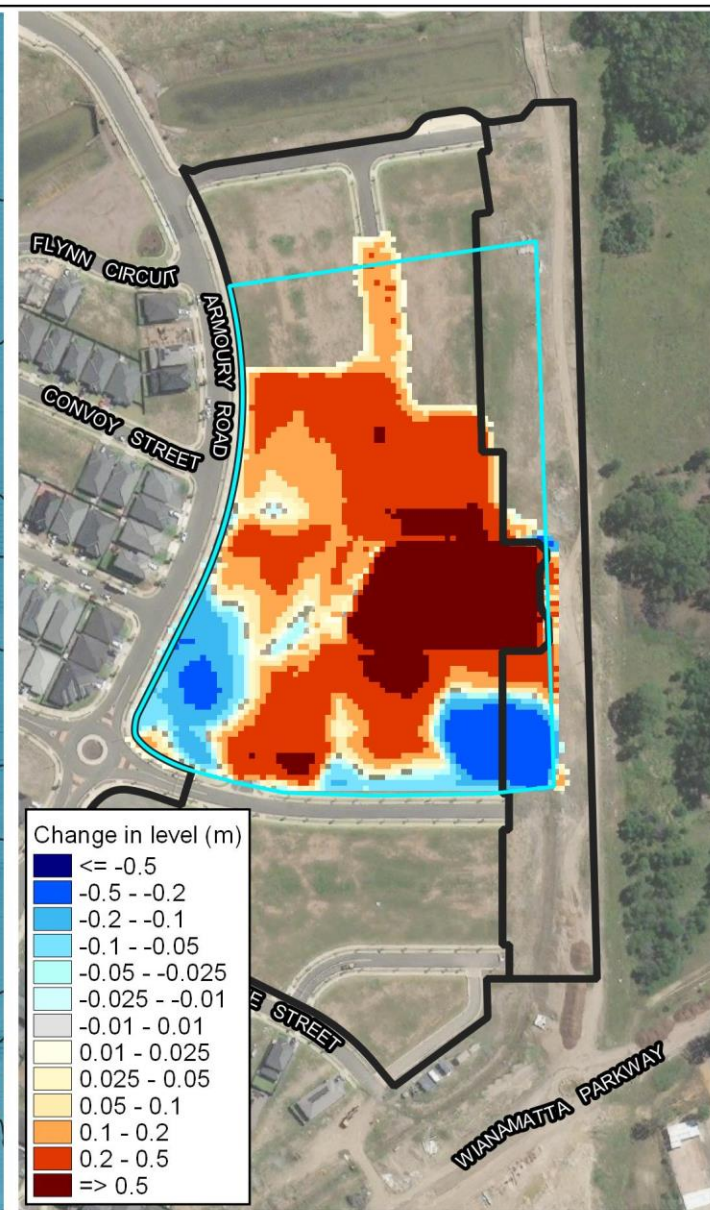 FLYNN CIRCUIT
ARMOURY ROAD
CONVOY STREET
E STREET
WIANAMATTA PARKWAY
Change in level (m)
<= -0.5
-0.5 - -0.2
-0.2 - -0.1
-0.1 - -0.05
-0.05 - -0.025
-0.025 - -0.01
-0.01 - 0.01
0.01 - 0.025
0.025 - 0.05
0.05 - 0.1
0.1 - 0.2
0.2 - 0.5
=> 0.5